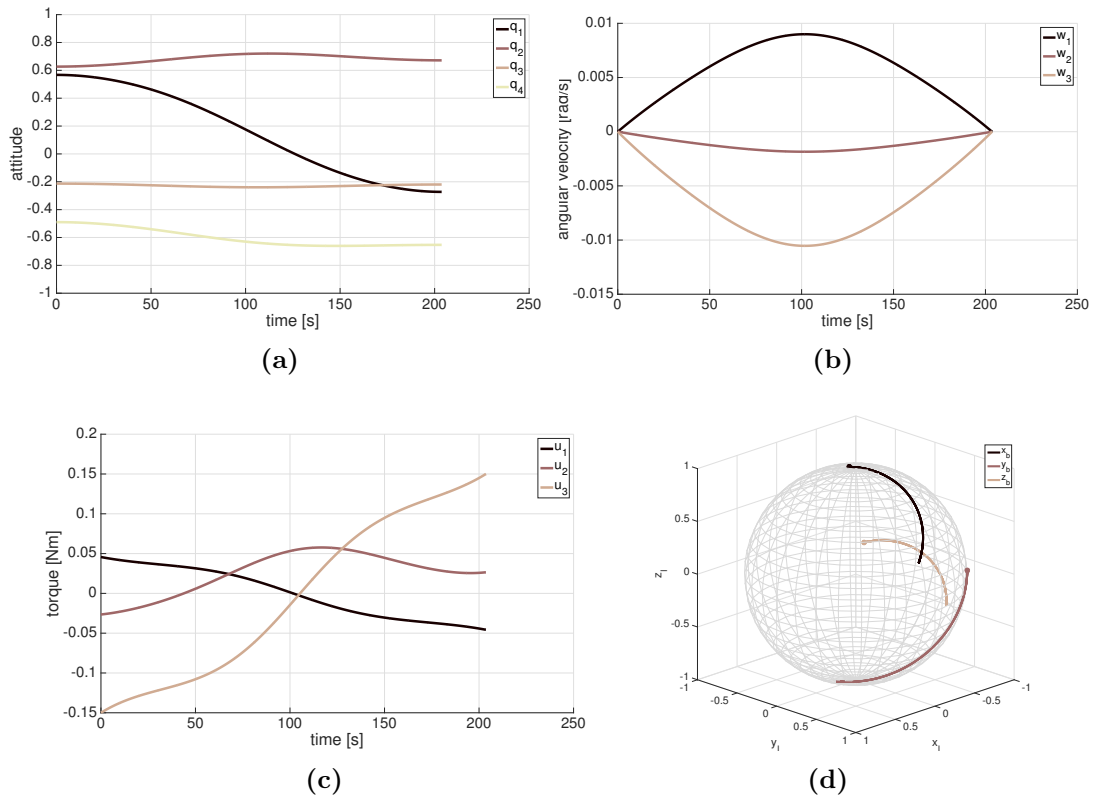 1
0.8
0.6
0.4
0.2
0
-0.2
-0.4
-0.6
-0.8
-1
attitude
0 50 100 150 200 250
time [s]
q1
q2
q3
q4
(a)
0.01
0.005
0
-0.005
-0.01
-0.015
angular velocity [rad/s]
0 50 100 150 200 250
time [s]
w1
w2
w3
(b)
0.2
0.15
0.1
0.05
0
-0.05
-0.1
-0.15
torque [Nm]
0 50 100 150 200 250
time [s]
u1
u2
u3
(c)
1
0.5
0
-0.5
-1
zI
-1 -0.5 0 0.5 1
yI
1 0.5 0 -0.5 -1
xI
xb
yb
zb
(d)